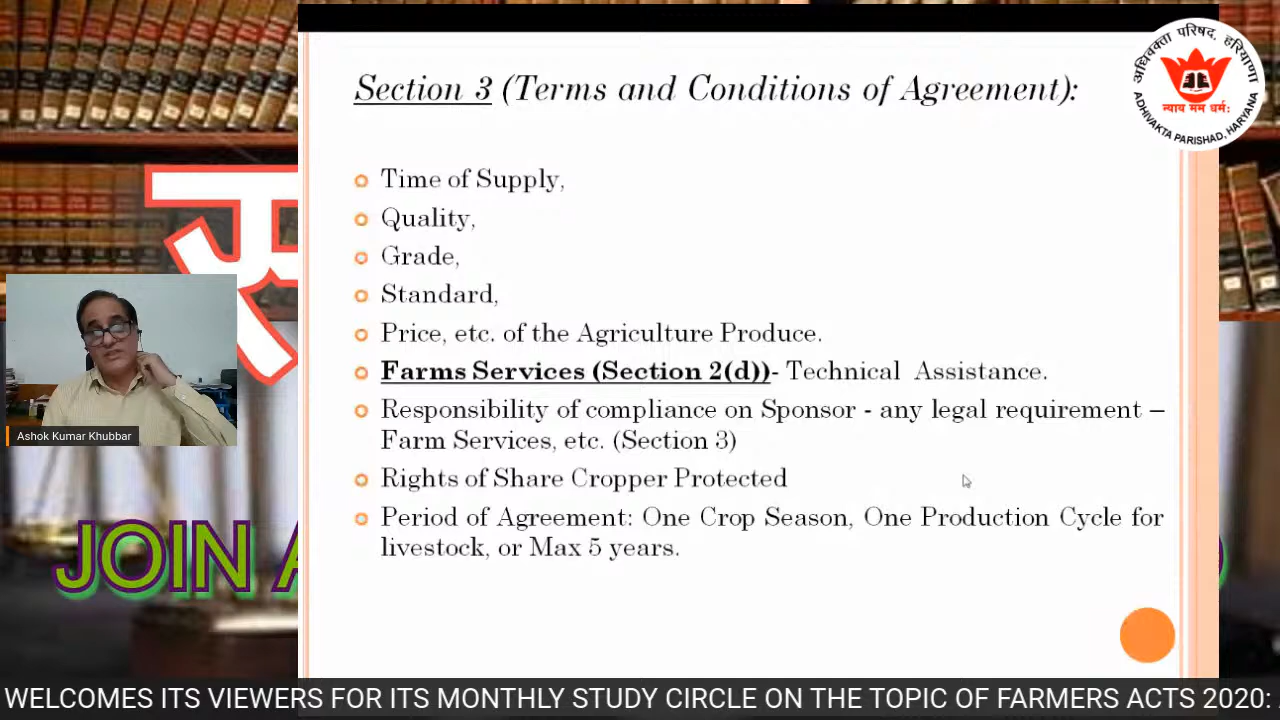 Section 3 (Terms and Conditions of Agreement):
अधिवक्ता परिषद, हरियाणा
न्याय मम धर्मः
ADHIVAKTA PARISHAD, HARYANA
Time of Supply,
Quality,
Grade,
Standard,
Price, etc. of the Agriculture Produce.
Farms Services (Section 2(d))- Technical Assistance.
Responsibility of compliance on Sponsor - any legal requirement –
Farm Services, etc. (Section 3)
Rights of Share Cropper Protected
Period of Agreement: One Crop Season, One Production Cycle for
livestock, or Max 5 years.
Ashok Kumar Khubbar
JOIN
WELCOMES ITS VIEWERS FOR ITS MONTHLY STUDY CIRCLE ON THE TOPIC OF FARMERS ACTS 2020: